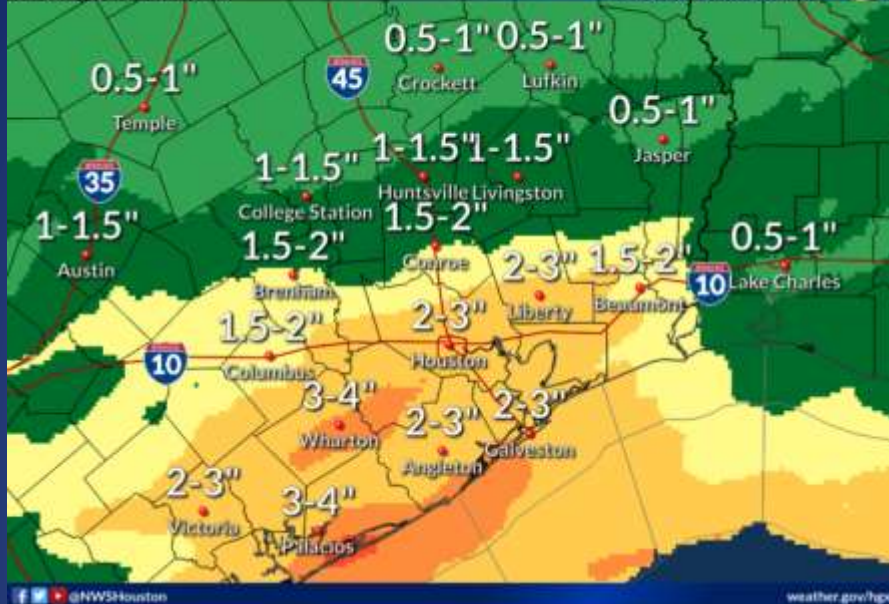 0.5-1"
Crockett
0.5-1"
Lufkin
45
0.5-1"
Temple
0.5-1"
Jasper
35
1-1.5"
College Station
1-1.5"
Huntsville
1-1.5"
Livingston
1-1.5"
Austin
1.5-2"
Brenham
1.5-2"
Conroe
2-3"
Liberty
1.5-2"
Beaumont
10
0.5-1"
Lake Charles
10
1.5-2"
Columbus
2-3"
Houston
3-4"
Wharton
2-3"
Angleton
2-3"
Galveston
2-3"
Victoria
3-4"
Palacios
@NWSHouston
weather.gov/hgx